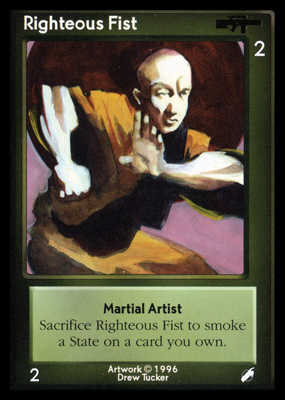 Righteous Fist
2
Martial Artist
Sacrifice Righteous Fist to smoke
a State on a card you own.
2
Artwork © 1996
Drew Tucker